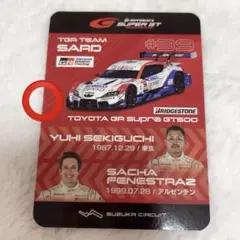 AUTOBACS
SUPER GT
TGR TEAM
SARD
#39
TOYOTA GR Supra GT500
BRIDGESTONE
YUHI SEKIGUCHI
1987.12.29 / 東京
SACHA
FENESTRAZ
1999.07.28 / アルゼンチン
SUZUKA CIRCUIT